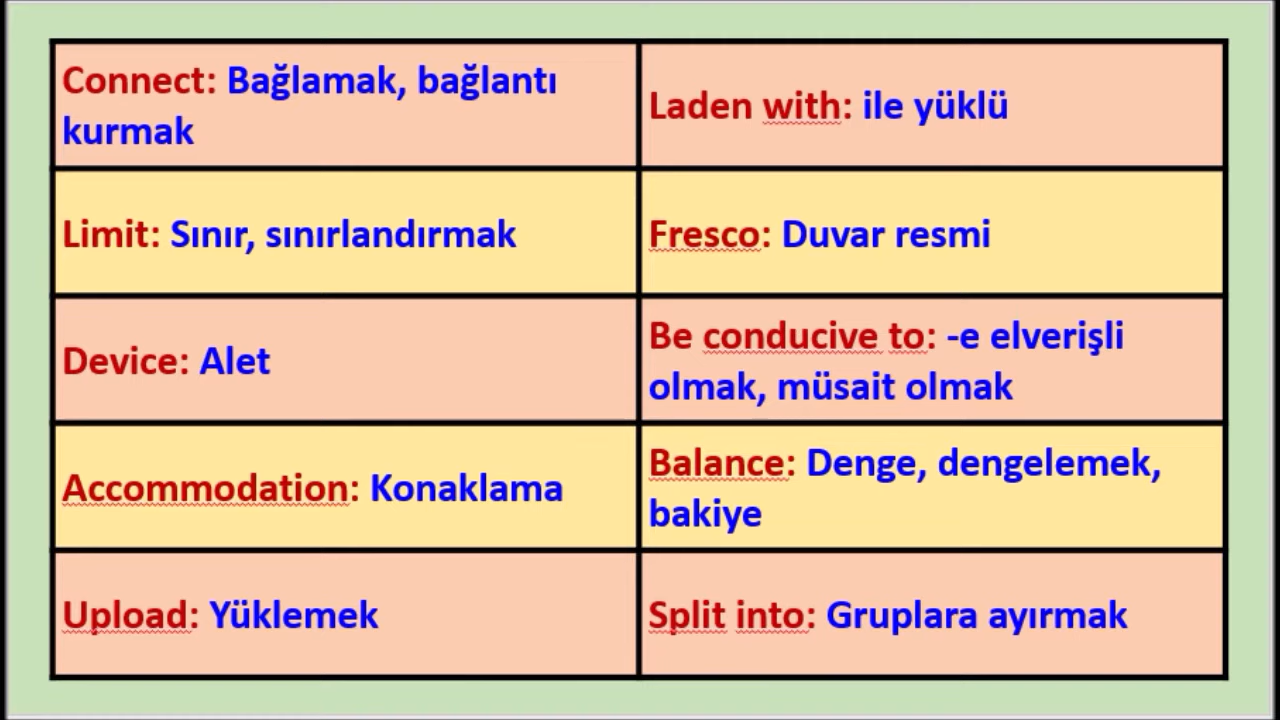 Connect: Bağlamak, bağlantı
kurmak
Laden with: ile yüklü
Limit: Sınır, sınırlandırmak
Fresco: Duvar resmi
Device: Alet
Be conducive to: -e elverişli
olmak, müsait olmak
Accommodation: Konaklama
Balance: Denge, dengelemek,
bakiye
Upload: Yüklemek
Split into: Gruplara ayırmak